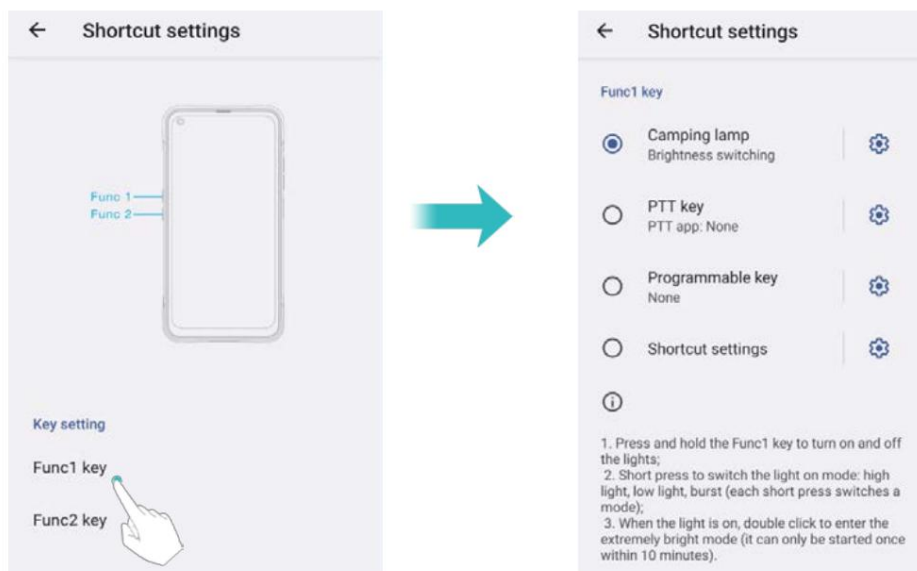 Shortcut settings
Func 1
Func 2
Key setting
Func1 key
Func2 key
Shortcut settings
Func1 key
Camping lamp
Brightness switching
PTT key
PTT app: None
Programmable key
None
Shortcut settings
1. Press and hold the Func1 key to turn on and off
the lights;
2. Short press to switch the light on mode: high
light, low light, burst (each short press switches a
mode);
3. When the light is on, double click to enter the
extremely bright mode (it can only be started once
within 10 minutes).